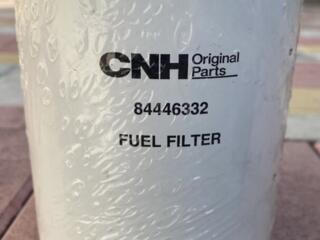 CNH Original
Parts
84446332
FUEL FILTER